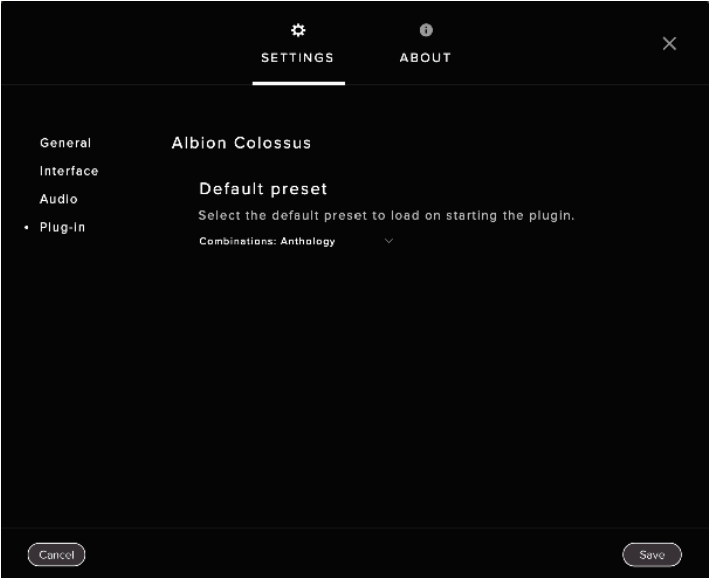 SETTINGS
ABOUT
General
Interface
Audio
Plug-In
Albion Colossus
Default preset
Select the default preset to load on starting the plugin.
Combinations: Anthology
Cancel
Save